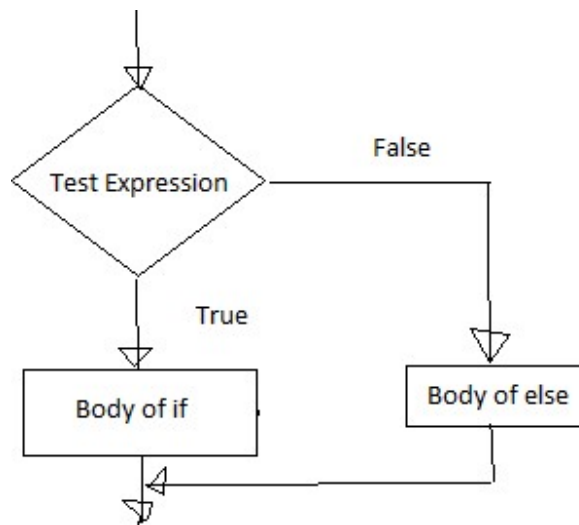 False
Test Expression
True
Body of if
Body of else